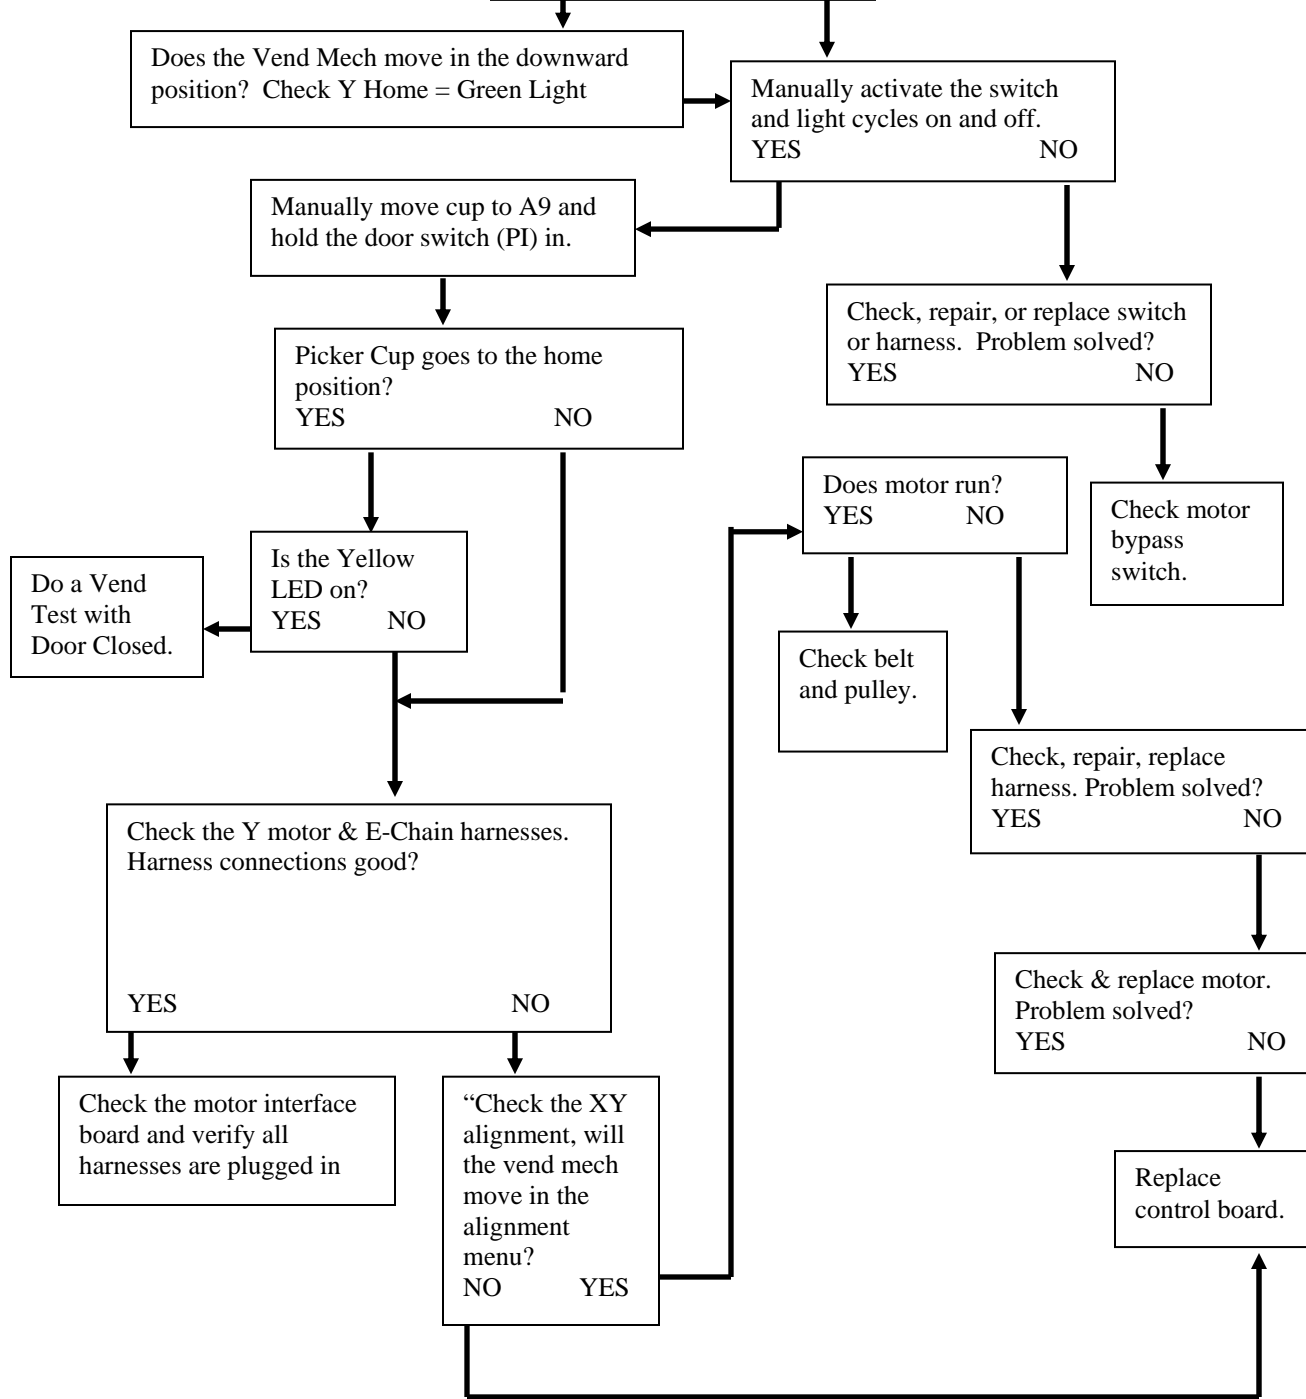 Does the Vend Mech move in the downward
position?  Check Y Home = Green Light
Manually activate the switch
and light cycles on and off.
YES NO
Manually move cup to A9 and
hold the door switch (PI) in.
Check, repair, or replace switch
or harness.  Problem solved?
YES NO
Picker Cup goes to the home
position?
YES NO
Does motor run?
YES NO
Check motor
bypass
switch.
Is the Yellow
LED on?
YES NO
Do a Vend
Test with
Door Closed.
Check belt
and pulley.
Check, repair, replace
harness. Problem solved?
YES NO
Check the Y motor & E-Chain harnesses.
Harness connections good?
YES NO
Check & replace motor.
Problem solved?
YES NO
Check the motor interface
board and verify all
harnesses are plugged in
“Check the XY
alignment, will
the vend mech
move in the
alignment
menu?
NO YES
Replace
control board.